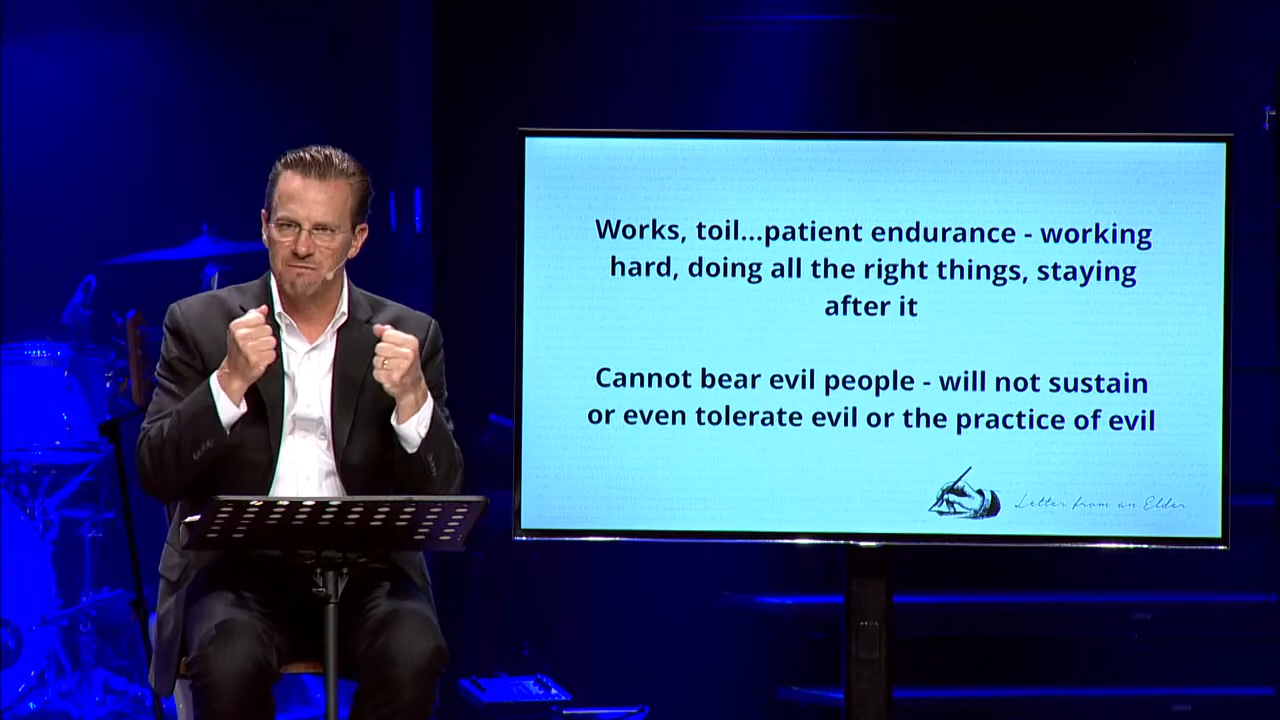 Works, toil...patient endurance - working
hard, doing all the right things, staying
after it
Cannot bear evil people - will not sustain
or even tolerate evil or the practice of evil
Letter from an Elder